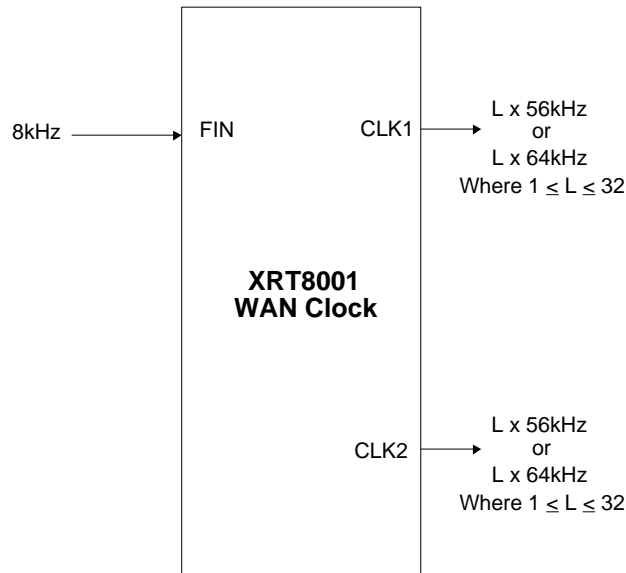 8kHz
FIN
CLK1
L x 56kHz
or
L x 64kHz
Where 1 ≤ L ≤ 32
XRT8001
WAN Clock
CLK2
L x 56kHz
or
L x 64kHz
Where 1 ≤ L ≤ 32